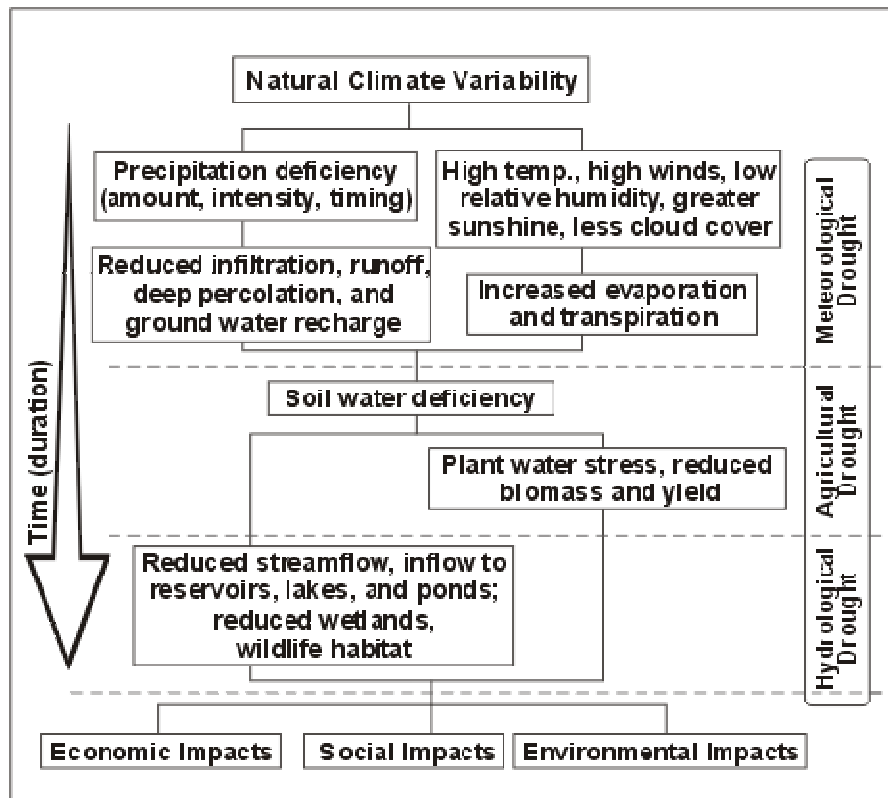 Natural Climate Variability
Precipitation deficiency
(amount, intensity, timing)
High temp., high winds, low
relative humidity, greater
sunshine, less cloud cover
Reduced infiltration, runoff,
deep percolation, and
ground water recharge
Increased evaporation
and transpiration
Meteorological
Drought
Time (duration)
Soil water deficiency
Plant water stress, reduced
biomass and yield
Agricultural
Drought
Reduced streamflow, inflow to
reservoirs, lakes, and ponds;
reduced wetlands,
wildlife habitat
Hydrological
Drought
Economic Impacts
Social Impacts
Environmental Impacts